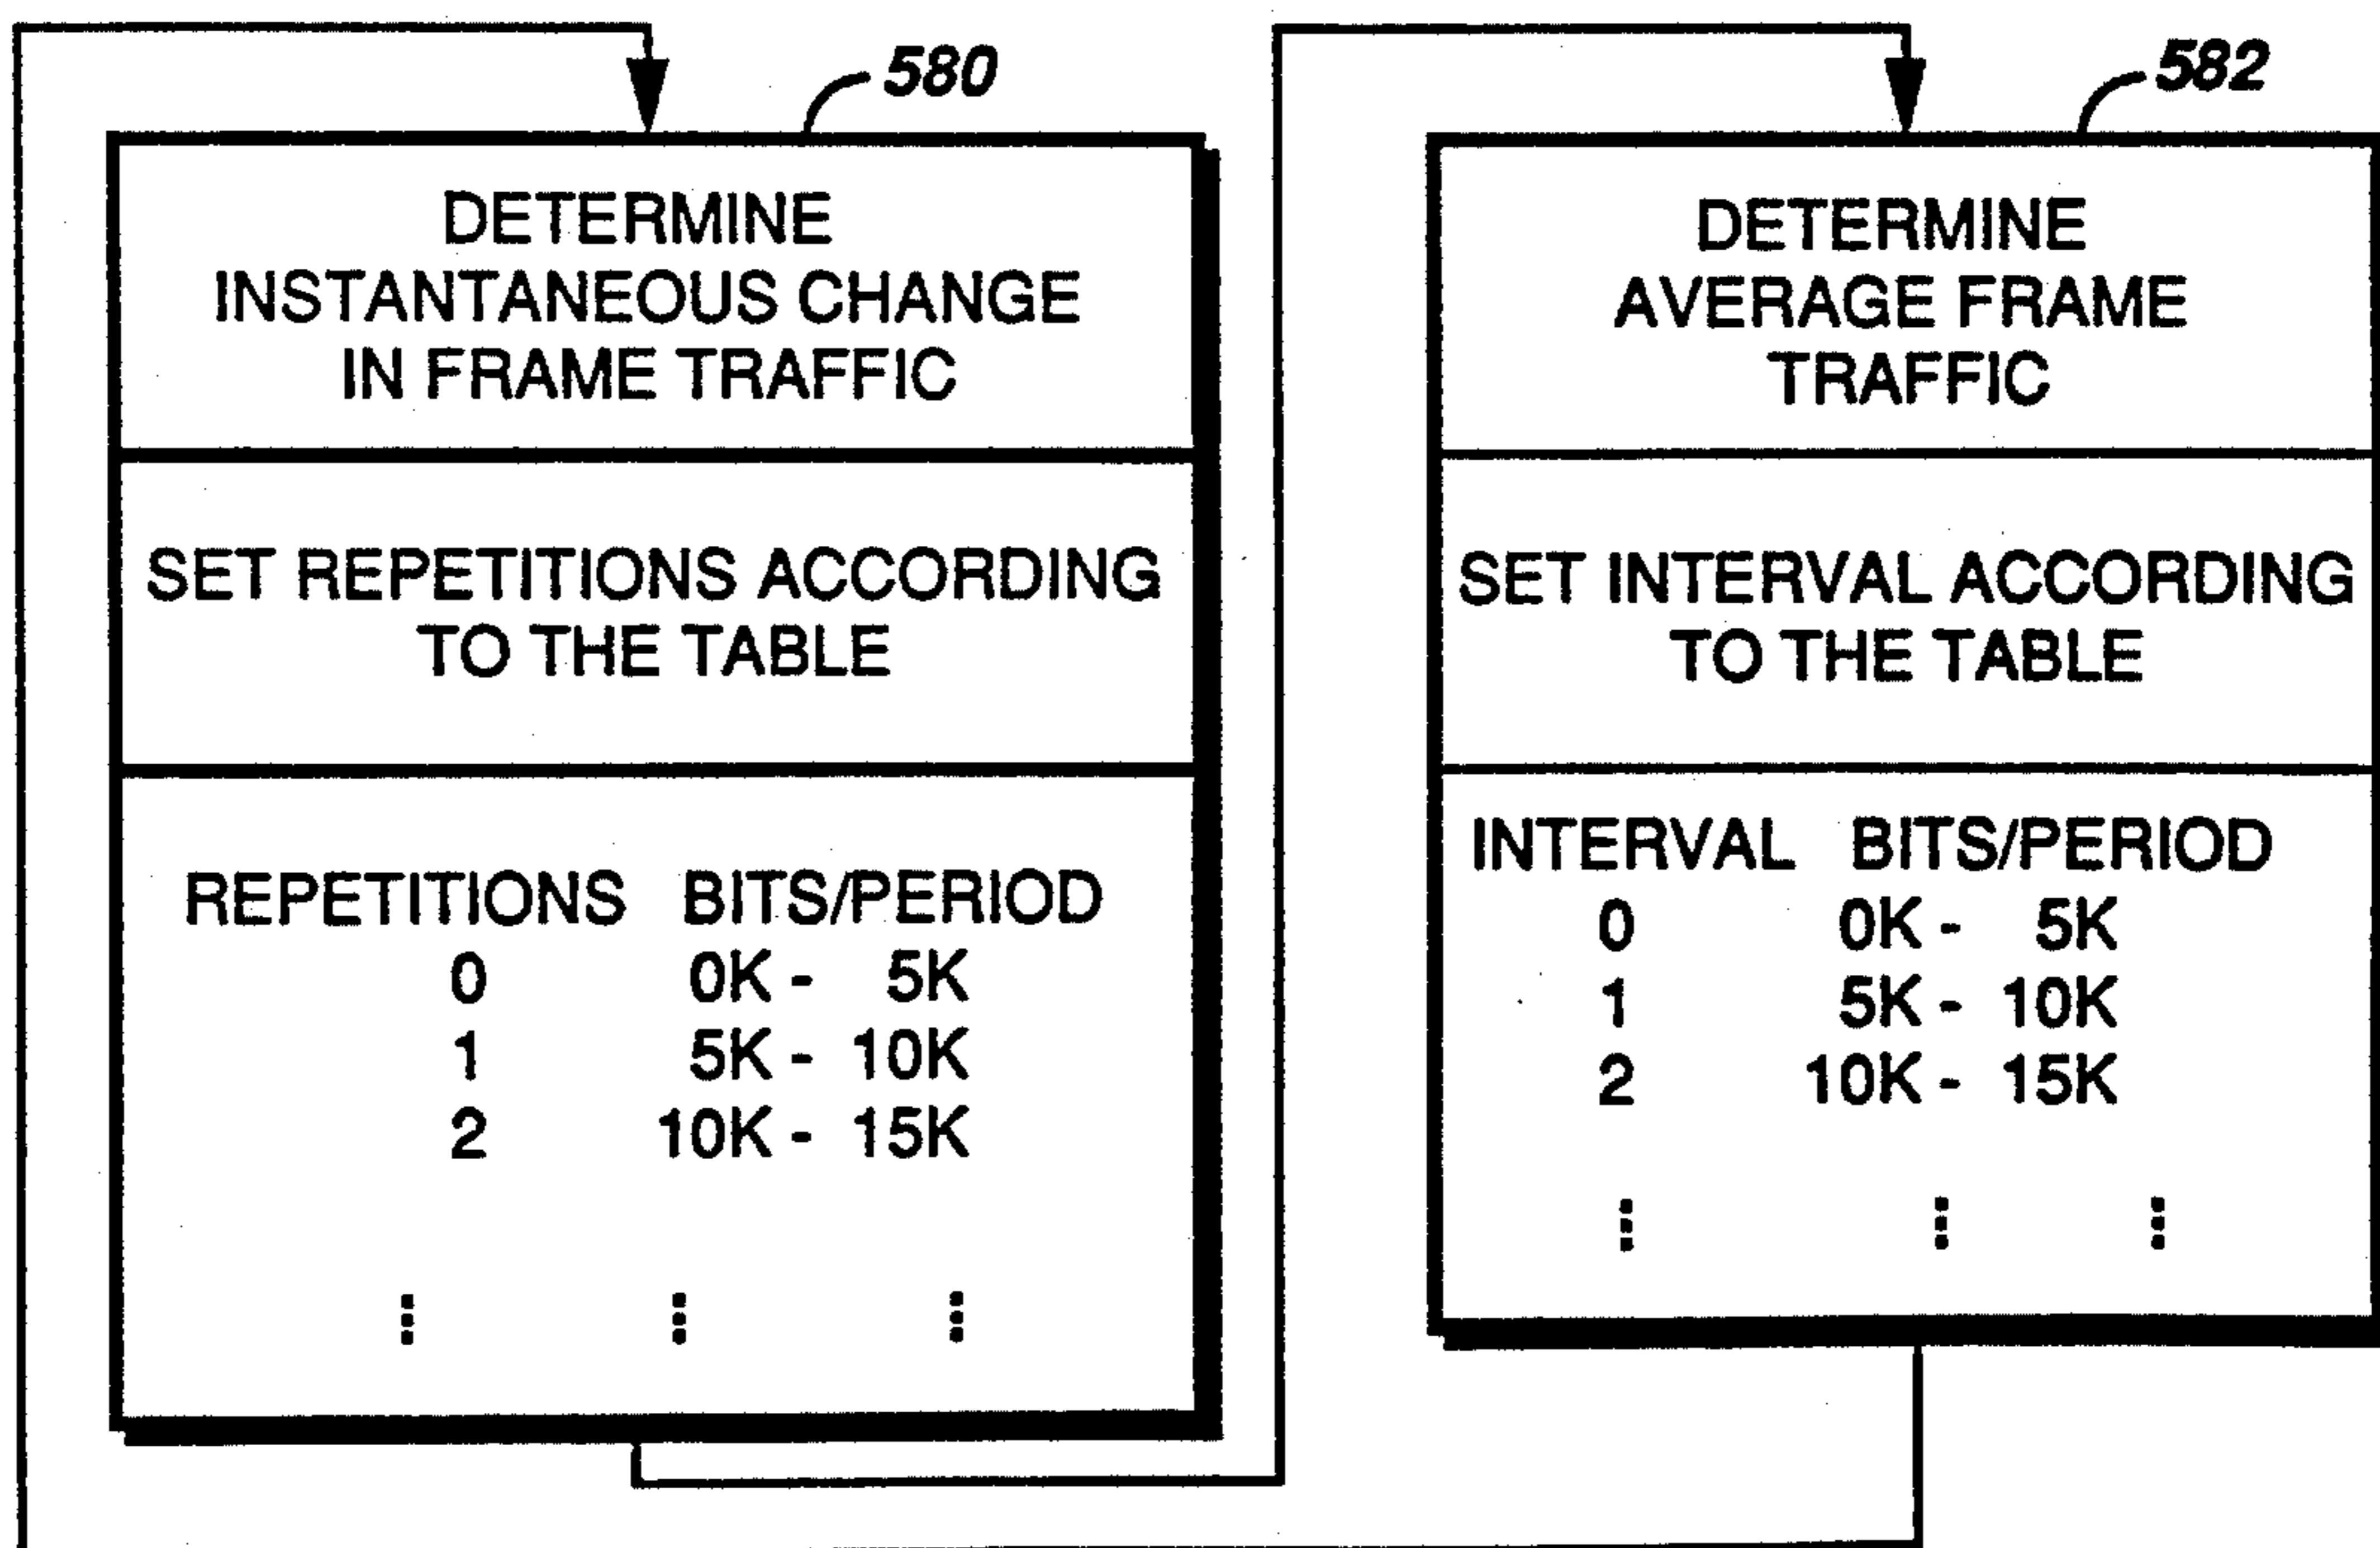 580
DETERMINE
INSTANTANEOUS CHANGE
IN FRAME TRAFFIC
SET REPETITIONS ACCORDING
TO THE TABLE
REPETITIONS BITS/PERIOD
0 0K - 5K
1 5K - 10K
2 10K - 15K
582
DETERMINE
AVERAGE FRAME
TRAFFIC
SET INTERVAL ACCORDING
TO THE TABLE
INTERVAL BITS/PERIOD
0 0K - 5K
1 5K - 10K
2 10K - 15K